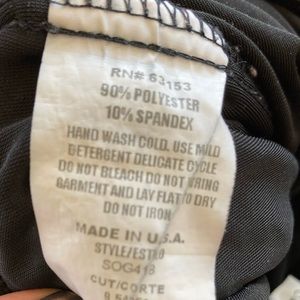 RN# 63153
90% POLYESTER
10% SPANDEX
HAND WASH COLD. USE MILD
DETERGENT DELICATE CYCLE
DO NOT BLEACH DO NOT WRING
GARMENT AND LAY FLAT TO DRY
DO NOT IRON
MADE IN U.S.A.
STYLE/ESTILO
SOG418
CUT/CORTE